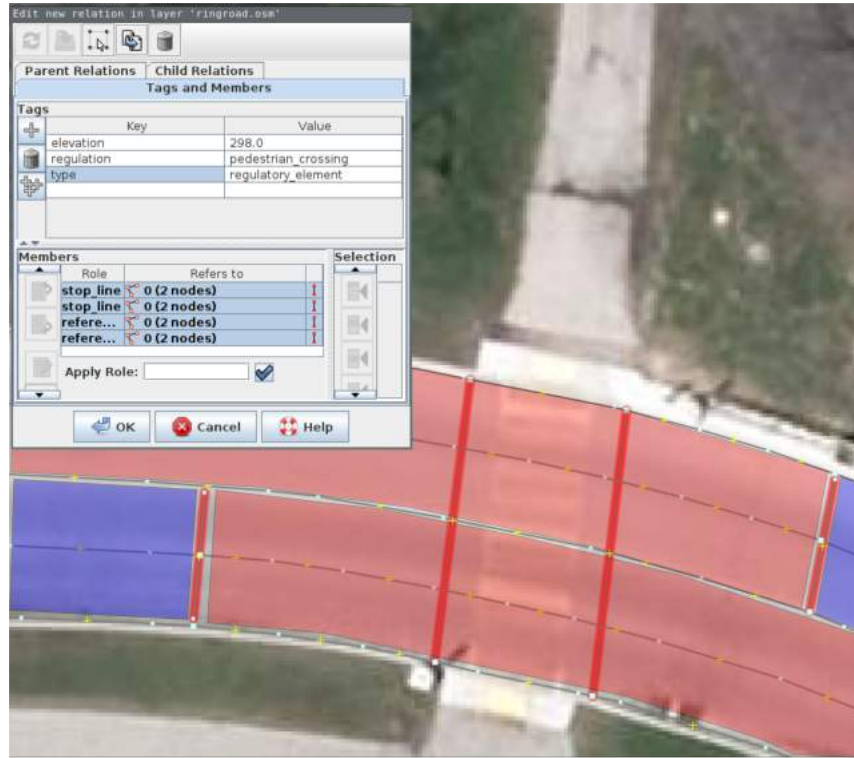 Edit new relation in layer 'ringroad.osm'
Parent Relations Child Relations
Tags and Members
Tags
Key Value
elevation 298.0
regulation pedestrian_crossing
type regulatory_element
Members Selection
Role Refers to
stop_line 0 (2 nodes)
stop_line 0 (2 nodes)
refere... 0 (2 nodes)
refere... 0 (2 nodes)
Apply Role:
OK Cancel Help